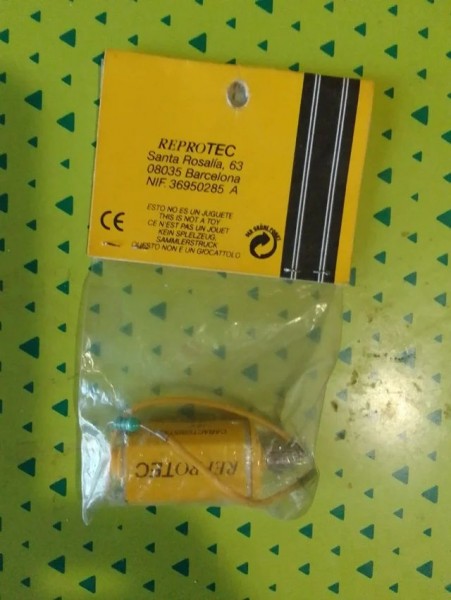 REPROTEC
Santa Rosalía, 63
08035 Barcelona
NIF. 36950285 A
CE
ESTO NO ES UN JUGUETE
THIS IS NOT A TOY
CE N'EST PAS UN JOUET
KEIN SPIELZEUG,
SAMMLERSTRUCK
QUESTO NON È UN GIOCATTOLO
REPROTEC